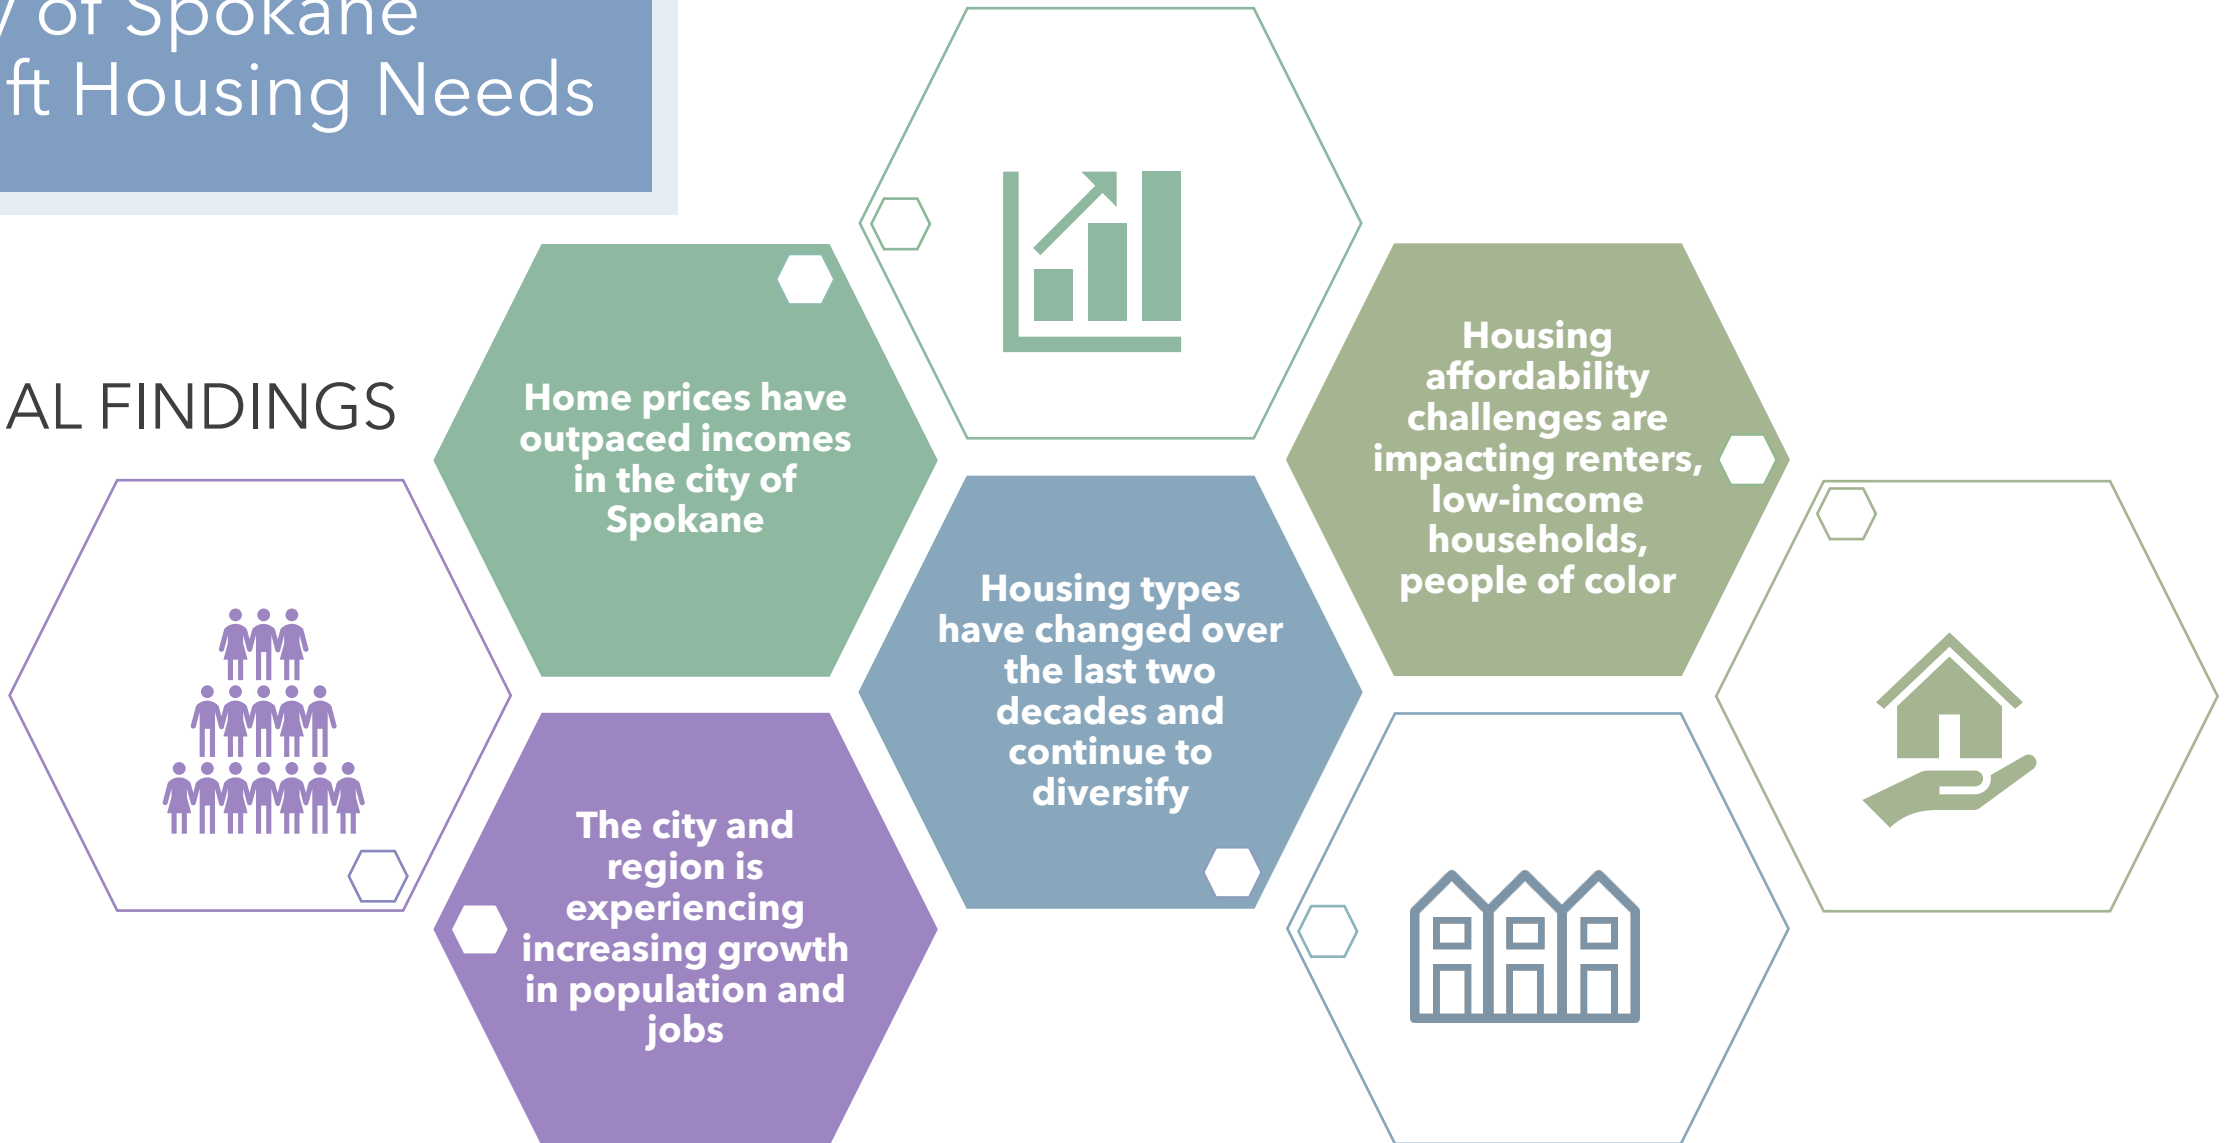 y of Spokane
ft Housing Needs
AL FINDINGS
Home prices have
outpaced incomes
in the city of
Spokane
Housing
affordability
challenges are
impacting renters,
low-income
households,
people of color
Housing types
have changed over
the last two
decades and
continue to
diversify
The city and
region is
experiencing
increasing growth
in population and
jobs